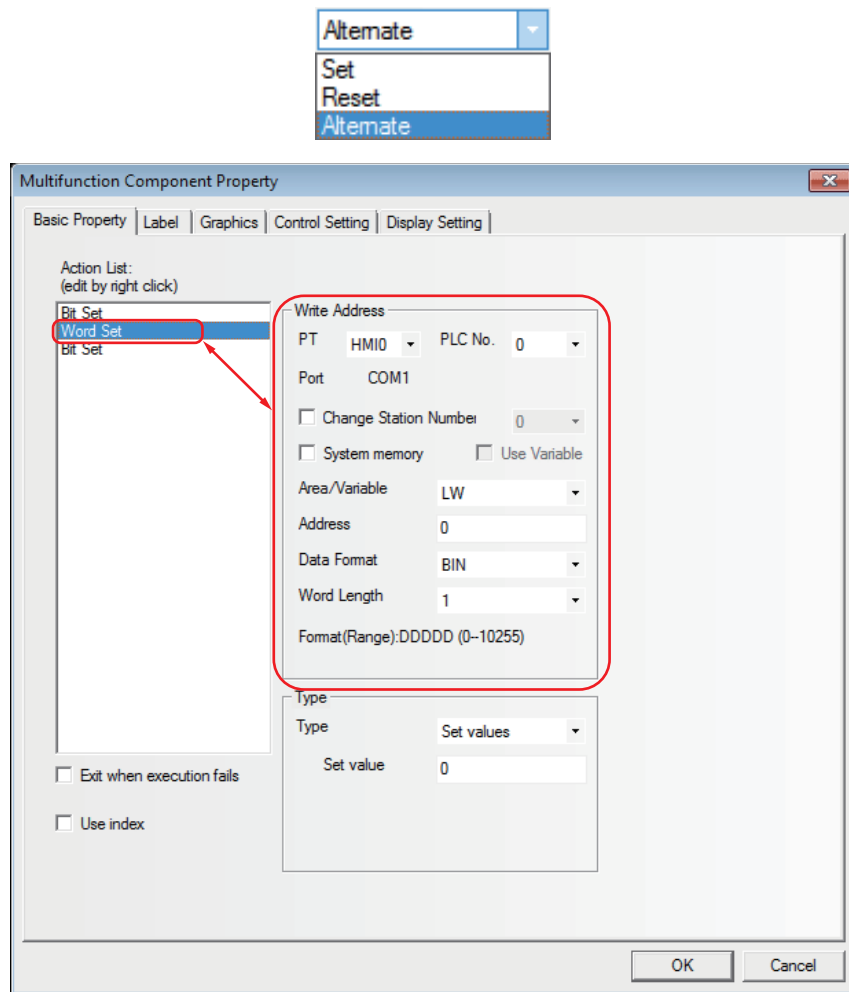 Alternate
Set
Reset
Alternate
Multifunction Component Property
Basic Property Label Graphics Control Setting Display Setting
Action List:
(edit by right click)
Bit Set
Word Set
Bit Set
Write Address
PT HMI0 PLC No. 0
Port COM1
Change Station Number 0
System memory Use Variable
Area/Variable LW
Address 0
Data Format BIN
Word Length 1
Format(Range):DDDDD (0--10255)
Type
Type Set values
Set value 0
Exit when execution fails
Use index
OK Cancel